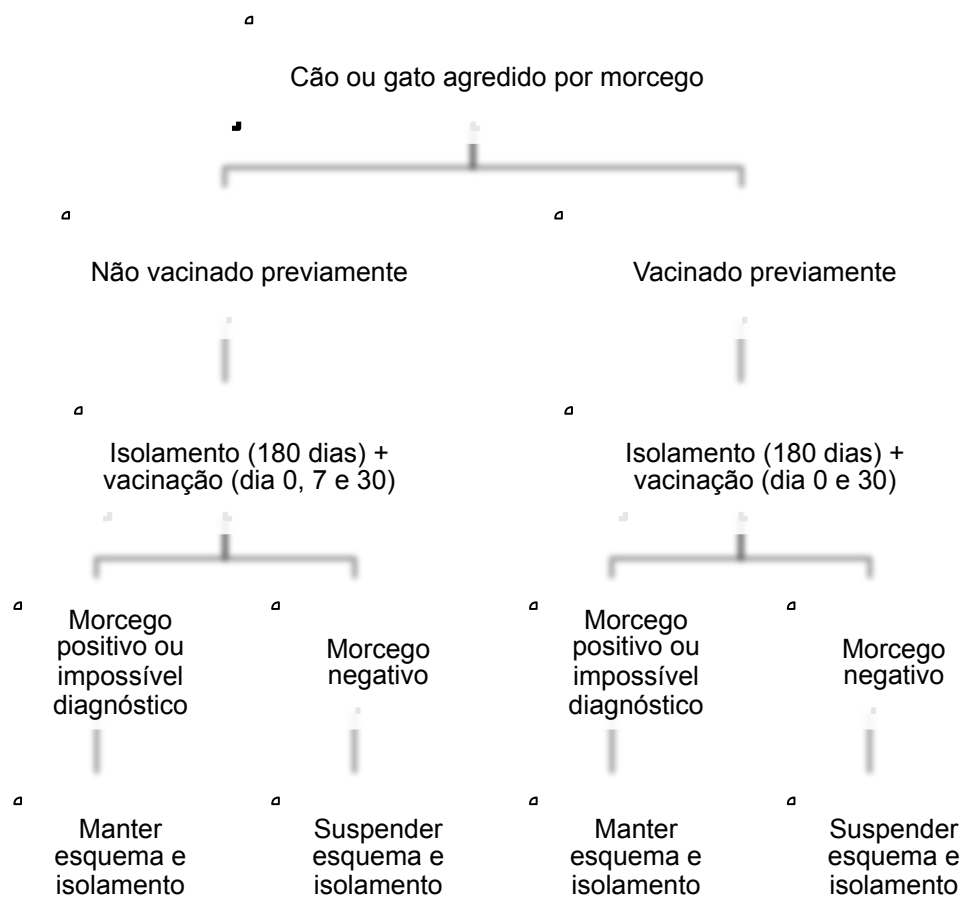 Cão ou gato agredido por morcego
Não vacinado previamente
Vacinado previamente
Isolamento (180 dias) +
vacinação (dia 0, 7 e 30)
Isolamento (180 dias) +
vacinação (dia 0 e 30)
Morcego
positivo ou
impossível
diagnóstico
Morcego
negativo
Morcego
positivo ou
impossível
diagnóstico
Morcego
negativo
Manter
esquema e
isolamento
Suspender
esquema e
isolamento
Manter
esquema e
isolamento
Suspender
esquema e
isolamento